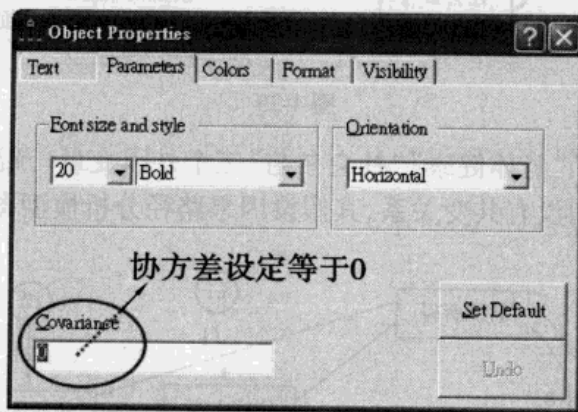 Object Properties
Text Parameters Colors Format Visibility
Font size and style
Orientation
20 Bold
Horizontal
协方差设定等于0
Covariance
0
Set Default
Undo